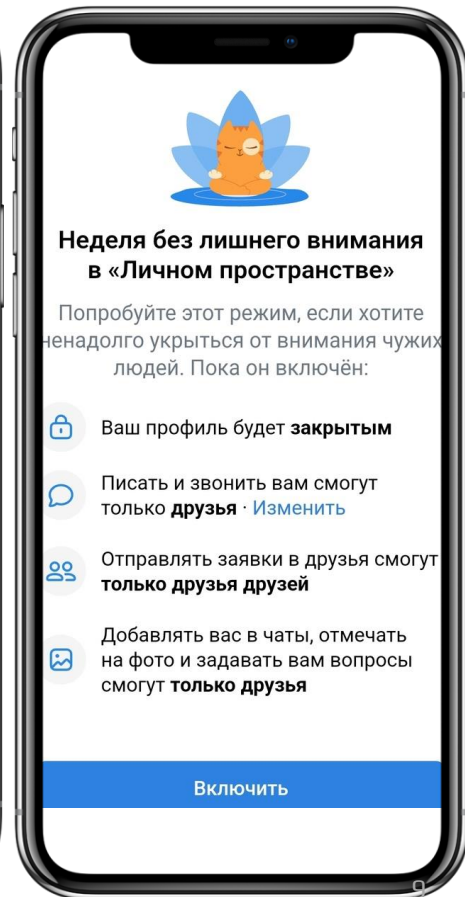 Неделя без лишнего внимания
в «Личном пространстве»
Попробуйте этот режим, если хотите
ненадолго укрыться от внимания чужих
людей. Пока он включён:
Ваш профиль будет закрытым
Писать и звонить вам смогут
только друзья · Изменить
Отправлять заявки в друзья смогут
только друзья друзей
Добавлять вас в чаты, отмечать
на фото и задавать вам вопросы
смогут только друзья
Включить
9